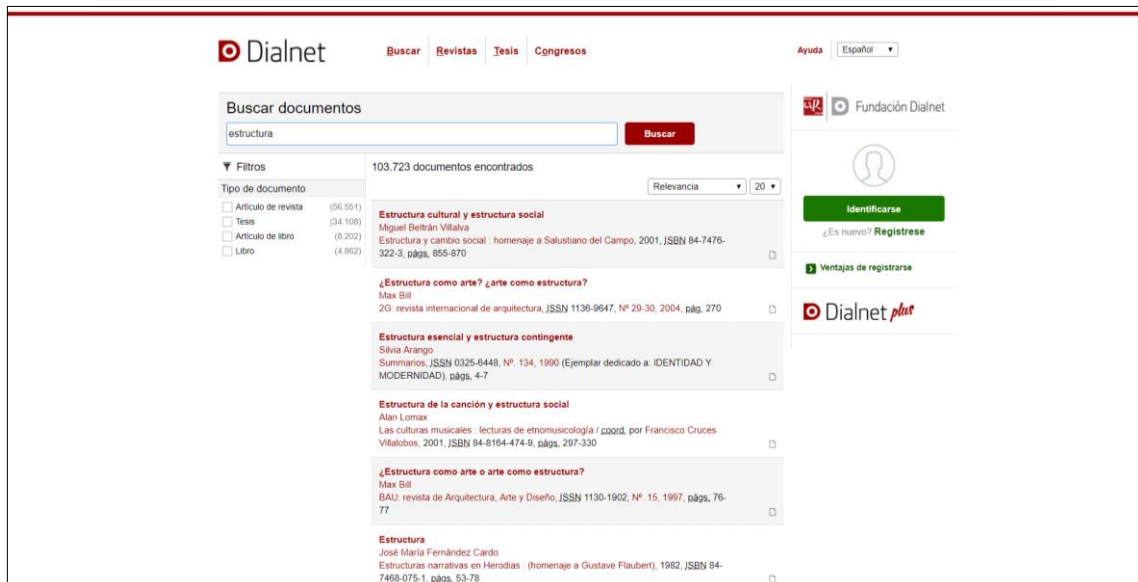 Dialnet
Buscar Revistas Tesis Congresos
Ayuda Español
Buscar documentos
estructura
Buscar
Filtros
Tipo de documento
Artículo de revista (56.551)
Tesis (34.108)
Artículo de libro (8.202)
Libro (4.862)
103.723 documentos encontrados
Relevancia 20
Estructura cultural y estructura social
Miguel Beltrán Villalva
Estructura y cambio social : homenaje a Salustiano del Campo, 2001, ISBN 84-7476-
322-3, págs. 855-870
¿Estructura como arte? ¿arte como estructura?
Max Bill
2G: revista internacional de arquitectura, ISSN 1136-9647, Nº 29-30, 2004, pág. 270
Estructura esencial y estructura contingente
Silvia Arango
Summarios, ISSN 0325-6448, Nº. 134, 1990 (Ejemplar dedicado a: IDENTIDAD Y
MODERNIDAD), págs. 4-7
Estructura de la canción y estructura social
Alan Lomax
Las culturas musicales : lecturas de etnomusicología / coord. por Francisco Cruces
Villalobos, 2001, ISBN 84-8164-474-9, págs. 297-330
¿Estructura como arte o arte como estructura?
Max Bill
BAU: revista de Arquitectura, Arte y Diseño, ISSN 1130-1902, Nº. 15, 1997, págs. 76-
77
Estructura
José María Fernández Cardo
Estructuras narrativas en Herodias : (homenaje a Gustave Flaubert), 1982, ISBN 84-
7468-075-1, págs. 53-78
Fundación Dialnet
Identificarse
¿Es nuevo? Regístrese
Ventajas de registrarse
Dialnet plus